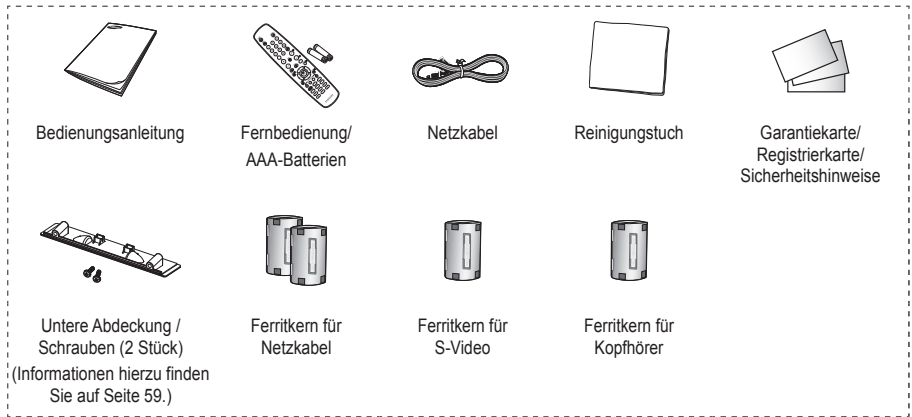 Bedienungsanleitung
Fernbedienung/
AAA-Batterien
Netzkabel
Reinigungstuch
Garantiekarte/
Registrierkarte/
Sicherheitshinweise
Untere Abdeckung /
Schrauben (2 Stück)
(Informationen hierzu finden
Sie auf Seite 59.)
Ferritkern für
Netzkabel
Ferritkern für
S-Video
Ferritkern für
Kopfhörer